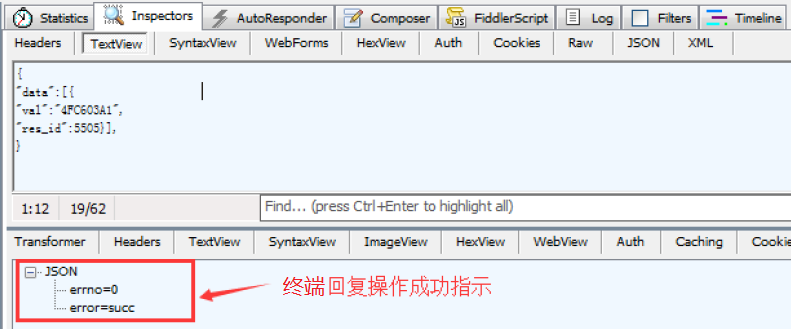 Statistics Inspectors AutoResponder Composer FiddlerScript Log Filters Timeline
Headers TextView SyntaxView WebForms HexView Auth Cookies Raw JSON XML
{
"data":[{
"val":"4FC603A1",
"res_id":5505}],
}
1:12 19/62 Find... (press Ctrl+Enter to highlight all)
Transformer Headers TextView SyntaxView ImageView HexView WebView Auth Caching Cookie
JSON
errno=0
终端回复操作成功指示
error=succ